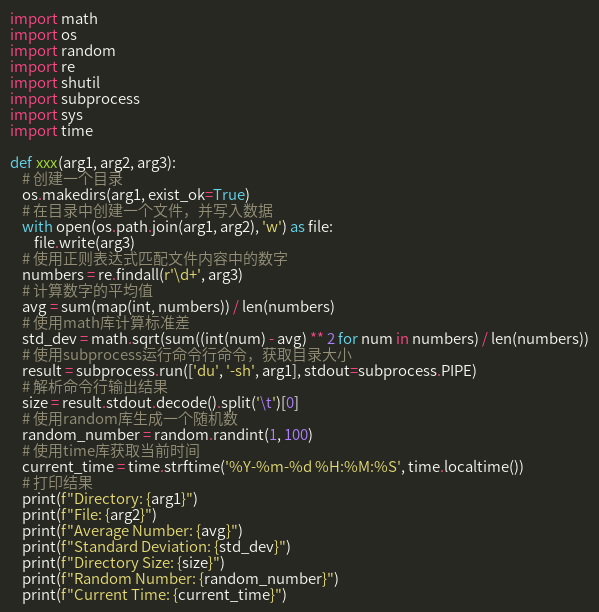 import math
import os
import random
import re
import shutil
import subprocess
import sys
import time

def xxx(arg1, arg2, arg3):
    # 创建一个目录
    os.makedirs(arg1, exist_ok=True)
    # 在目录中创建一个文件，并写入数据
    with open(os.path.join(arg1, arg2), 'w') as file:
        file.write(arg3)
    # 使用正则表达式匹配文件内容中的数字
    numbers = re.findall(r'\d+', arg3)
    # 计算数字的平均值
    avg = sum(map(int, numbers)) / len(numbers)
    # 使用math库计算标准差
    std_dev = math.sqrt(sum((int(num) - avg) ** 2 for num in numbers) / len(numbers))
    # 使用subprocess运行命令行命令，获取目录大小
    result = subprocess.run(['du', '-sh', arg1], stdout=subprocess.PIPE)
    # 解析命令行输出结果
    size = result.stdout.decode().split('\t')[0]
    # 使用random库生成一个随机数
    random_number = random.randint(1, 100)
    # 使用time库获取当前时间
    current_time = time.strftime('%Y-%m-%d %H:%M:%S', time.localtime())
    # 打印结果
    print(f"Directory: {arg1}")
    print(f"File: {arg2}")
    print(f"Average Number: {avg}")
    print(f"Standard Deviation: {std_dev}")
    print(f"Directory Size: {size}")
    print(f"Random Number: {random_number}")
    print(f"Current Time: {current_time}")